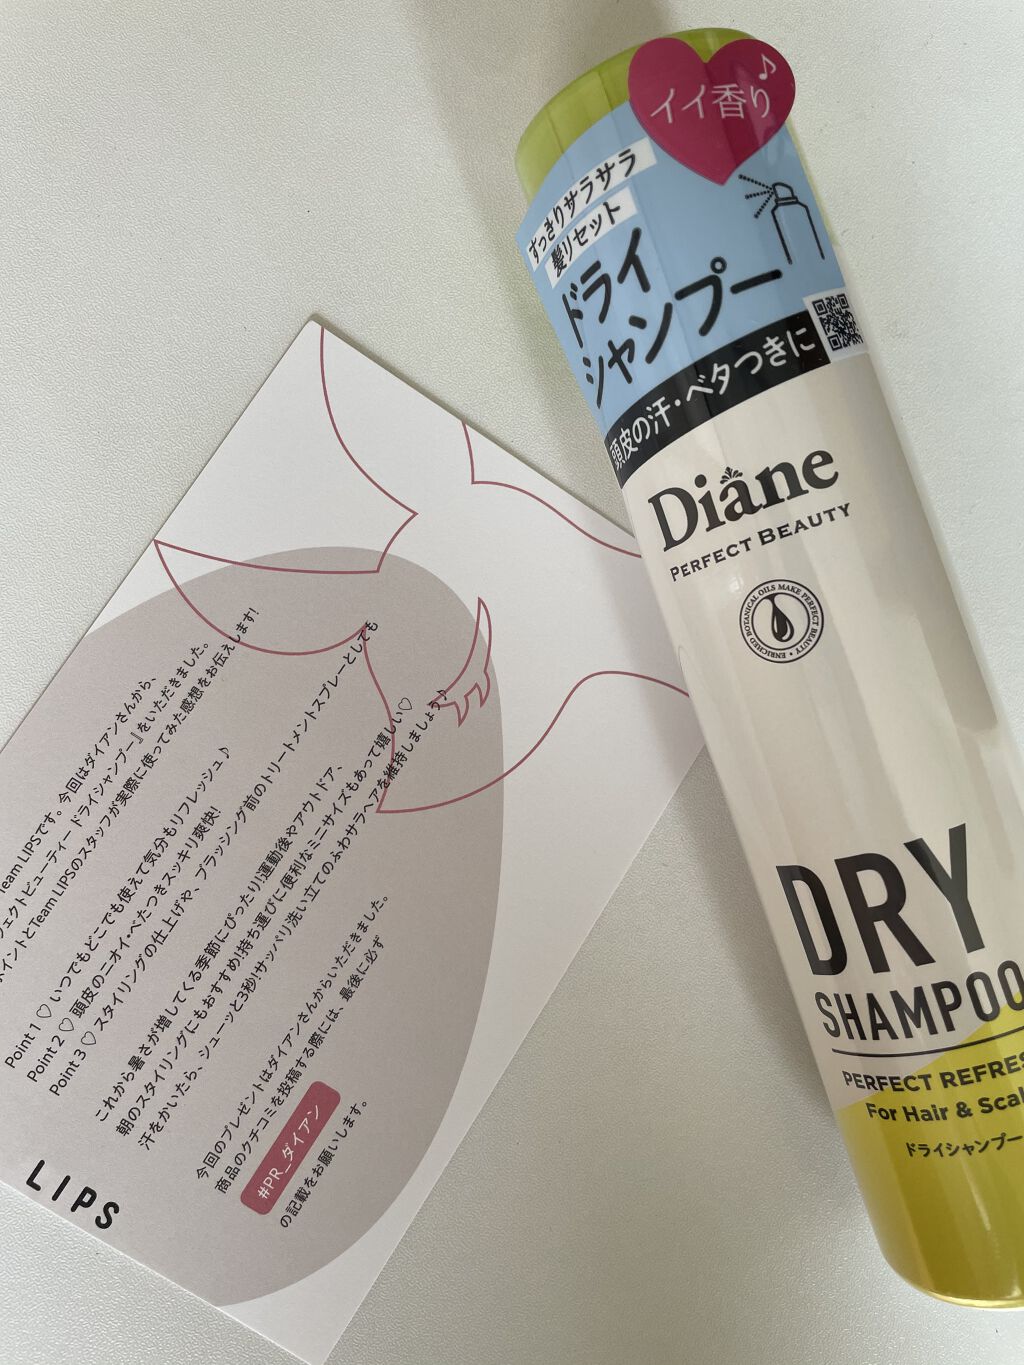 Team LIPSです。今回はダイアンさんから、
フェクトビューティー ドライシャンプー』をいただきました。
イントとTeam LIPSのスタッフが実際に使ってみた感想をお伝えします!
Point 1 ♡ いつでもどこでも使えて気分もリフレッシュ♪
Point 2 ♡ 頭皮のニオイ・べたつきスッキリ爽快!
Point 3 ♡ スタイリングの仕上げや、ブラッシング前のトリートメントスプレーとしても
これから暑さが増してくる季節にぴったり!運動後やアウトドア、
朝のスタイリングにもおすすめ!持ち運びに便利なミニサイズもあって嬉しい♡
汗をかいたら、シューッと3秒!サッパリ洗い立てのふわサラヘアを維持しましょう♪
今回のプレゼントはダイアンさんからいただきました。
商品のクチコミを投稿する際には、最後に必ず
#PR_ダイアン
の記載をお願いします。
LIPS
イイ香り♪
すっきりサラサラ
髪リセット
ドライ
シャンプー
頭皮の汗・ベタつきに
Diane
PERFECT BEAUTY
ENRICHED BOTANICAL OILS MAKE PERFECT BEAUTY •
DRY
SHAMPOO
PERFECT REFRES
For Hair & Scal
ドライシャンプー